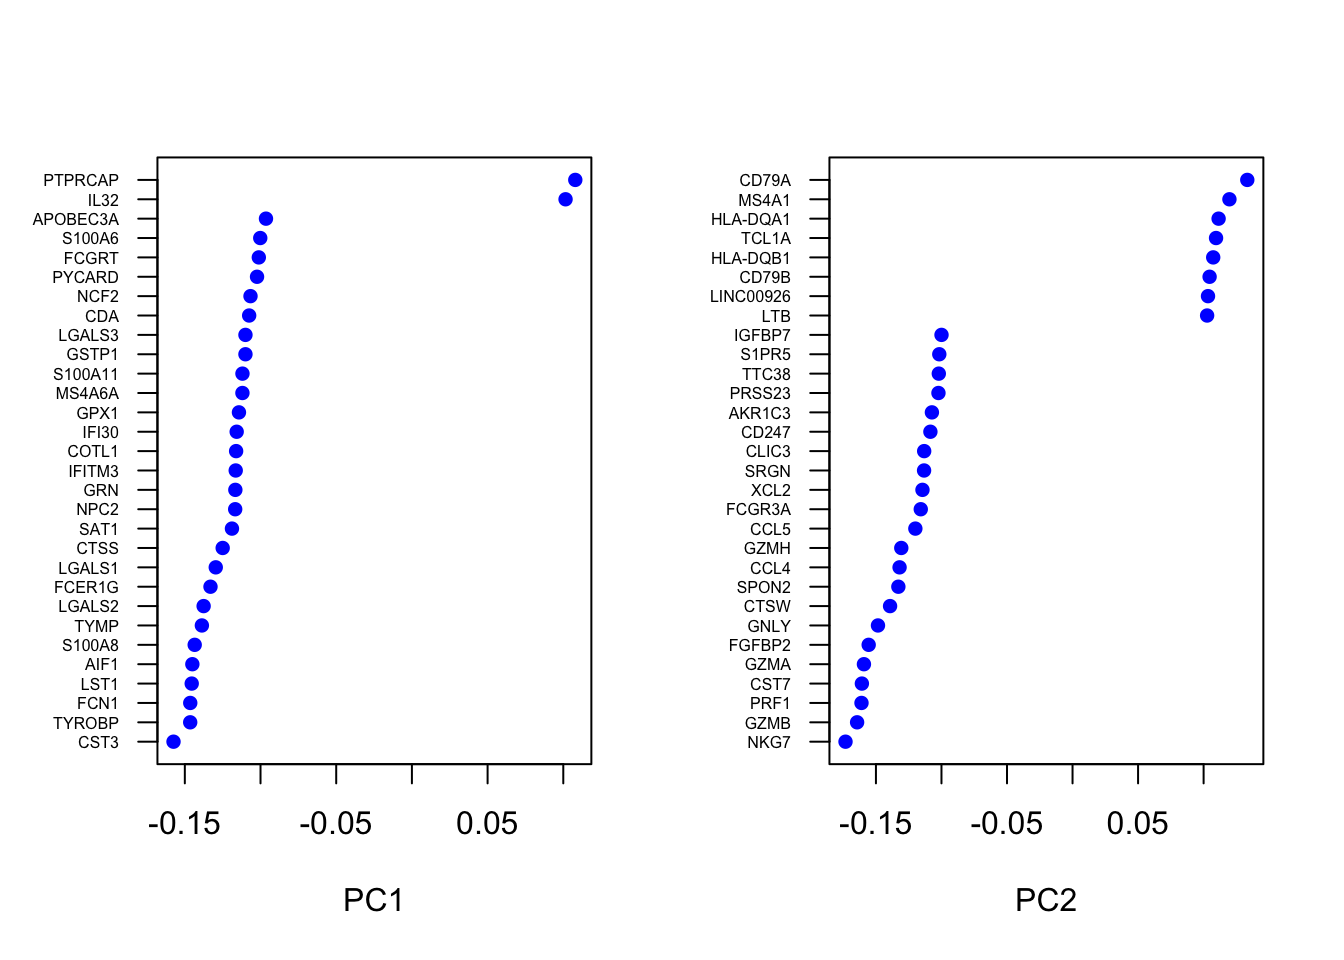 PTPRCAP
IL32
APOBEC3A
S100A6
FCGRT
PYCARD
NCF2
CDA
LGALS3
GSTP1
S100A11
MS4A6A
GPX1
IFI30
COTL1
IFITM3
GRN
NPC2
SAT1
CTSS
LGALS1
FCER1G
LGALS2
TYMP
S100A8
AIF1
LST1
FCN1
TYROBP
CST3
-0.15 -0.05 0.05
PC1
CD79A
MS4A1
HLA-DQA1
TCL1A
HLA-DQB1
CD79B
LINC00926
LTB
IGFBP7
S1PR5
TTC38
PRSS23
AKR1C3
CD247
CLIC3
SRGN
XCL2
FCGR3A
CCL5
GZMH
CCL4
SPON2
CTSW
GNLY
FGFBP2
GZMA
CST7
PRF1
GZMB
NKG7
-0.15 -0.05 0.05
PC2